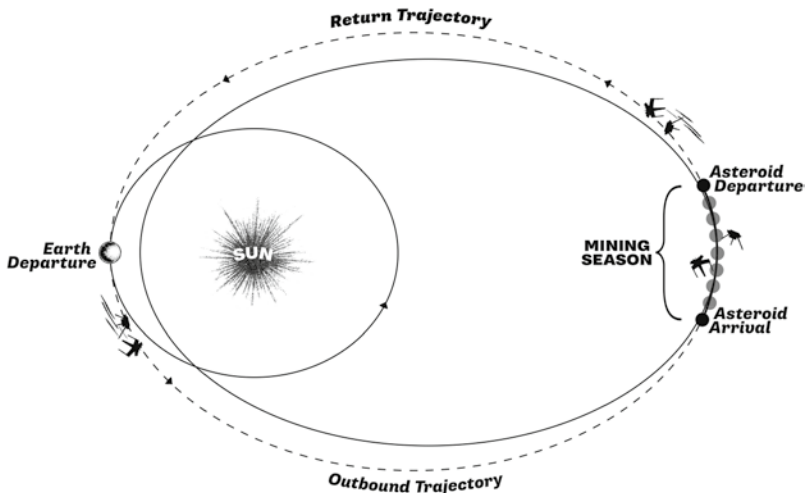 Return Trajectory
Asteroid
Departure
Earth
Departure
SUN
MINING
SEASON
Asteroid
Arrival
Outbound Trajectory